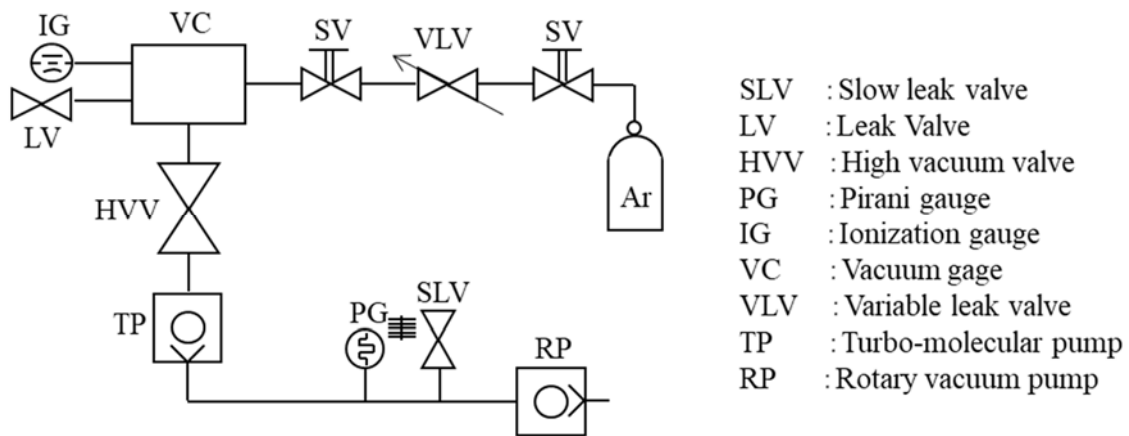 IG
VC
SV
VLV
SV
LV
HVV
Ar
TP
PG
SLV
RP
SLV : Slow leak valve
LV : Leak Valve
HVV : High vacuum valve
PG : Pirani gauge
IG : Ionization gauge
VC : Vacuum gage
VLV : Variable leak valve
TP : Turbo-molecular pump
RP : Rotary vacuum pump